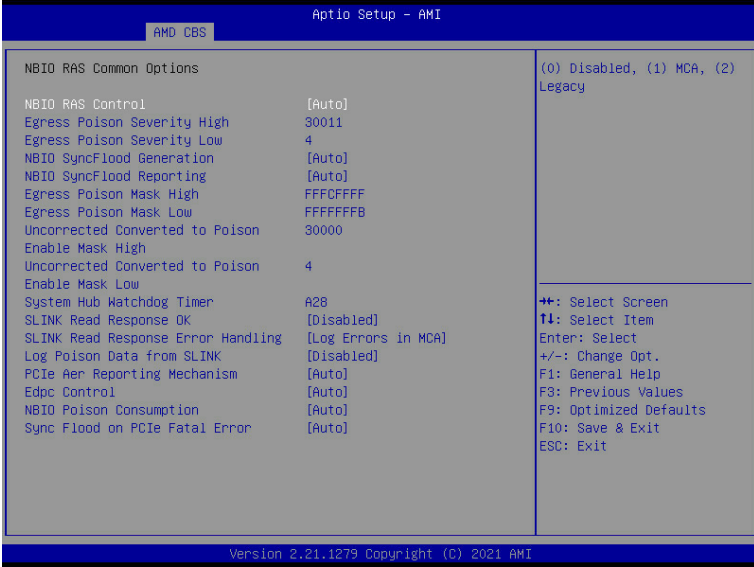 Aptio Setup – AMI
AMD CBS
NBIO RAS Common Options
NBIO RAS Control [Auto]
Egress Poison Severity High 30011
Egress Poison Severity Low 4
NBIO SyncFlood Generation [Auto]
NBIO SyncFlood Reporting [Auto]
Egress Poison Mask High FFFCFFFF
Egress Poison Mask Low FFFFFFFB
Uncorrected Converted to Poison 30000
Enable Mask High
Uncorrected Converted to Poison 4
Enable Mask Low
System Hub Watchdog Timer A28
SLINK Read Response OK [Disabled]
SLINK Read Response Error Handling [Log Errors in MCA]
Log Poison Data from SLINK [Disabled]
PCIe Aer Reporting Mechanism [Auto]
Edpc Control [Auto]
NBIO Poison Consumption [Auto]
Sync Flood on PCIe Fatal Error [Auto]
(0) Disabled, (1) MCA, (2)
Legacy
→←: Select Screen
↑↓: Select Item
Enter: Select
+/-: Change Opt.
F1: General Help
F3: Previous Values
F9: Optimized Defaults
F10: Save & Exit
ESC: Exit
Version 2.21.1279 Copyright (C) 2021 AMI